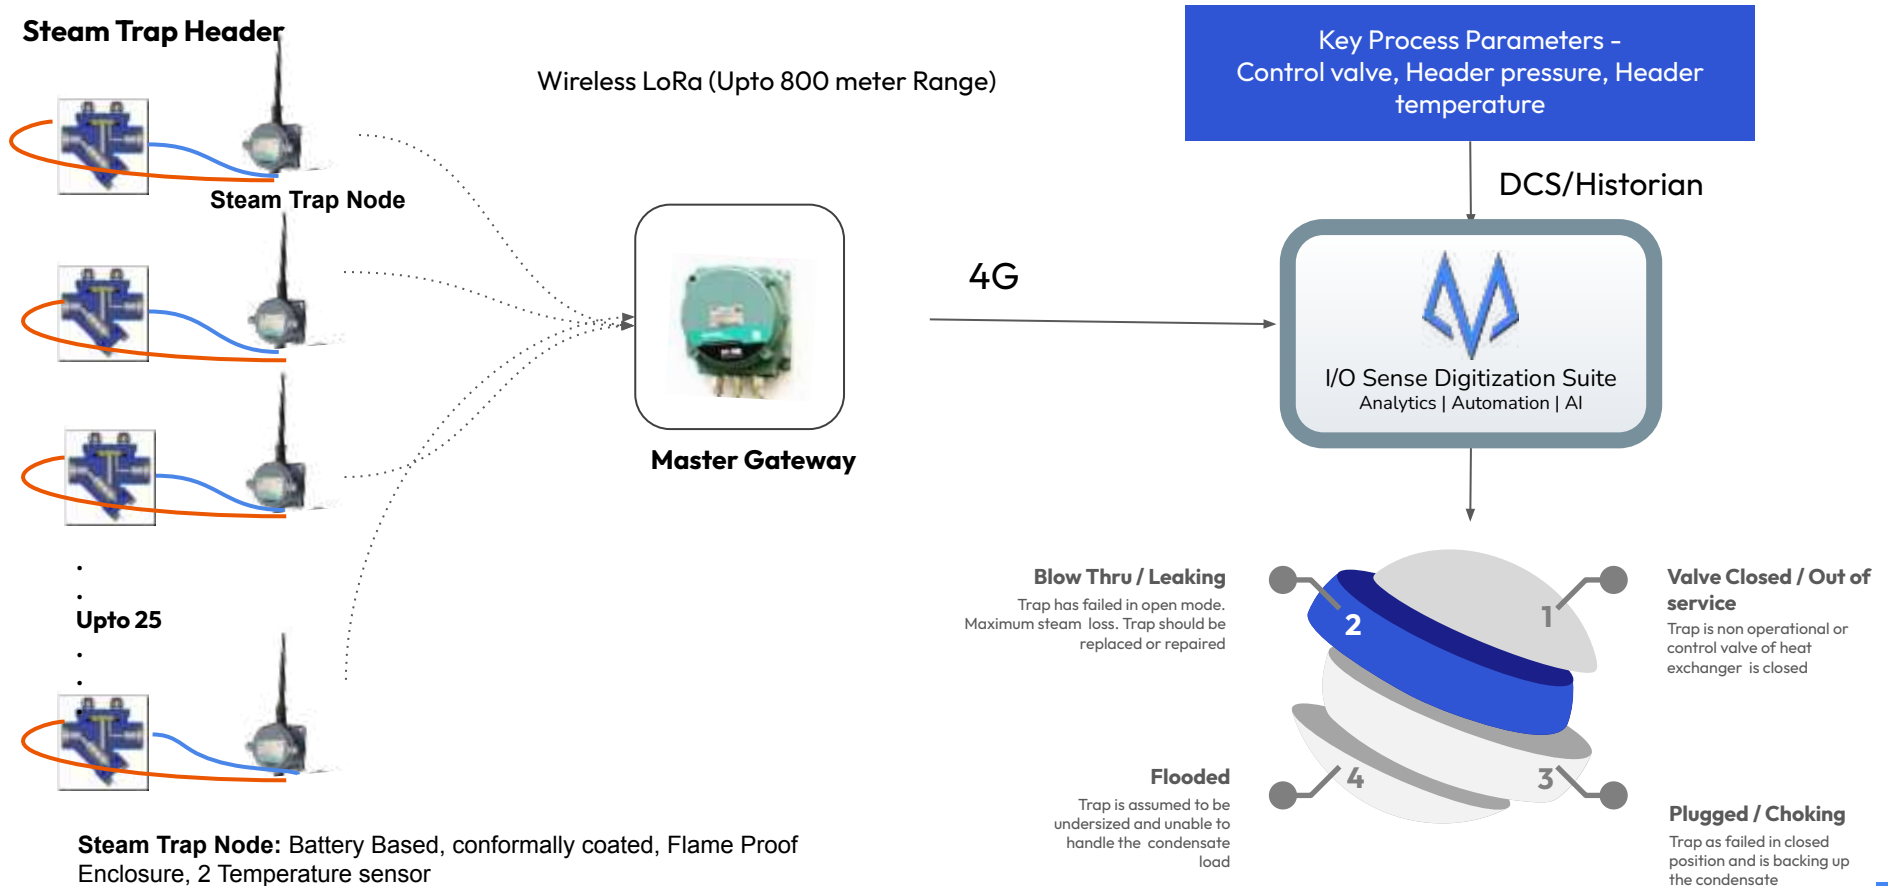 Steam Trap Header
Wireless LoRa (Upto 800 meter Range)
Key Process Parameters -
Control valve, Header pressure, Header
temperature
DCS/Historian
Steam Trap Node
4G
I/O Sense Digitization Suite
Analytics | Automation | AI
Master Gateway
.
.
Upto 25
.
.
.
Blow Thru / Leaking
Trap has failed in open mode.
Maximum steam loss. Trap should be
replaced or repaired
2
1
Valve Closed / Out of
service
Trap is non operational or
control valve of heat
exchanger is closed
Flooded
Trap is assumed to be
undersized and unable to
handle the condensate
load
4
3
Plugged / Choking
Trap as failed in closed
position and is backing up
the condensate
Steam Trap Node: Battery Based, conformally coated, Flame Proof
Enclosure, 2 Temperature sensor